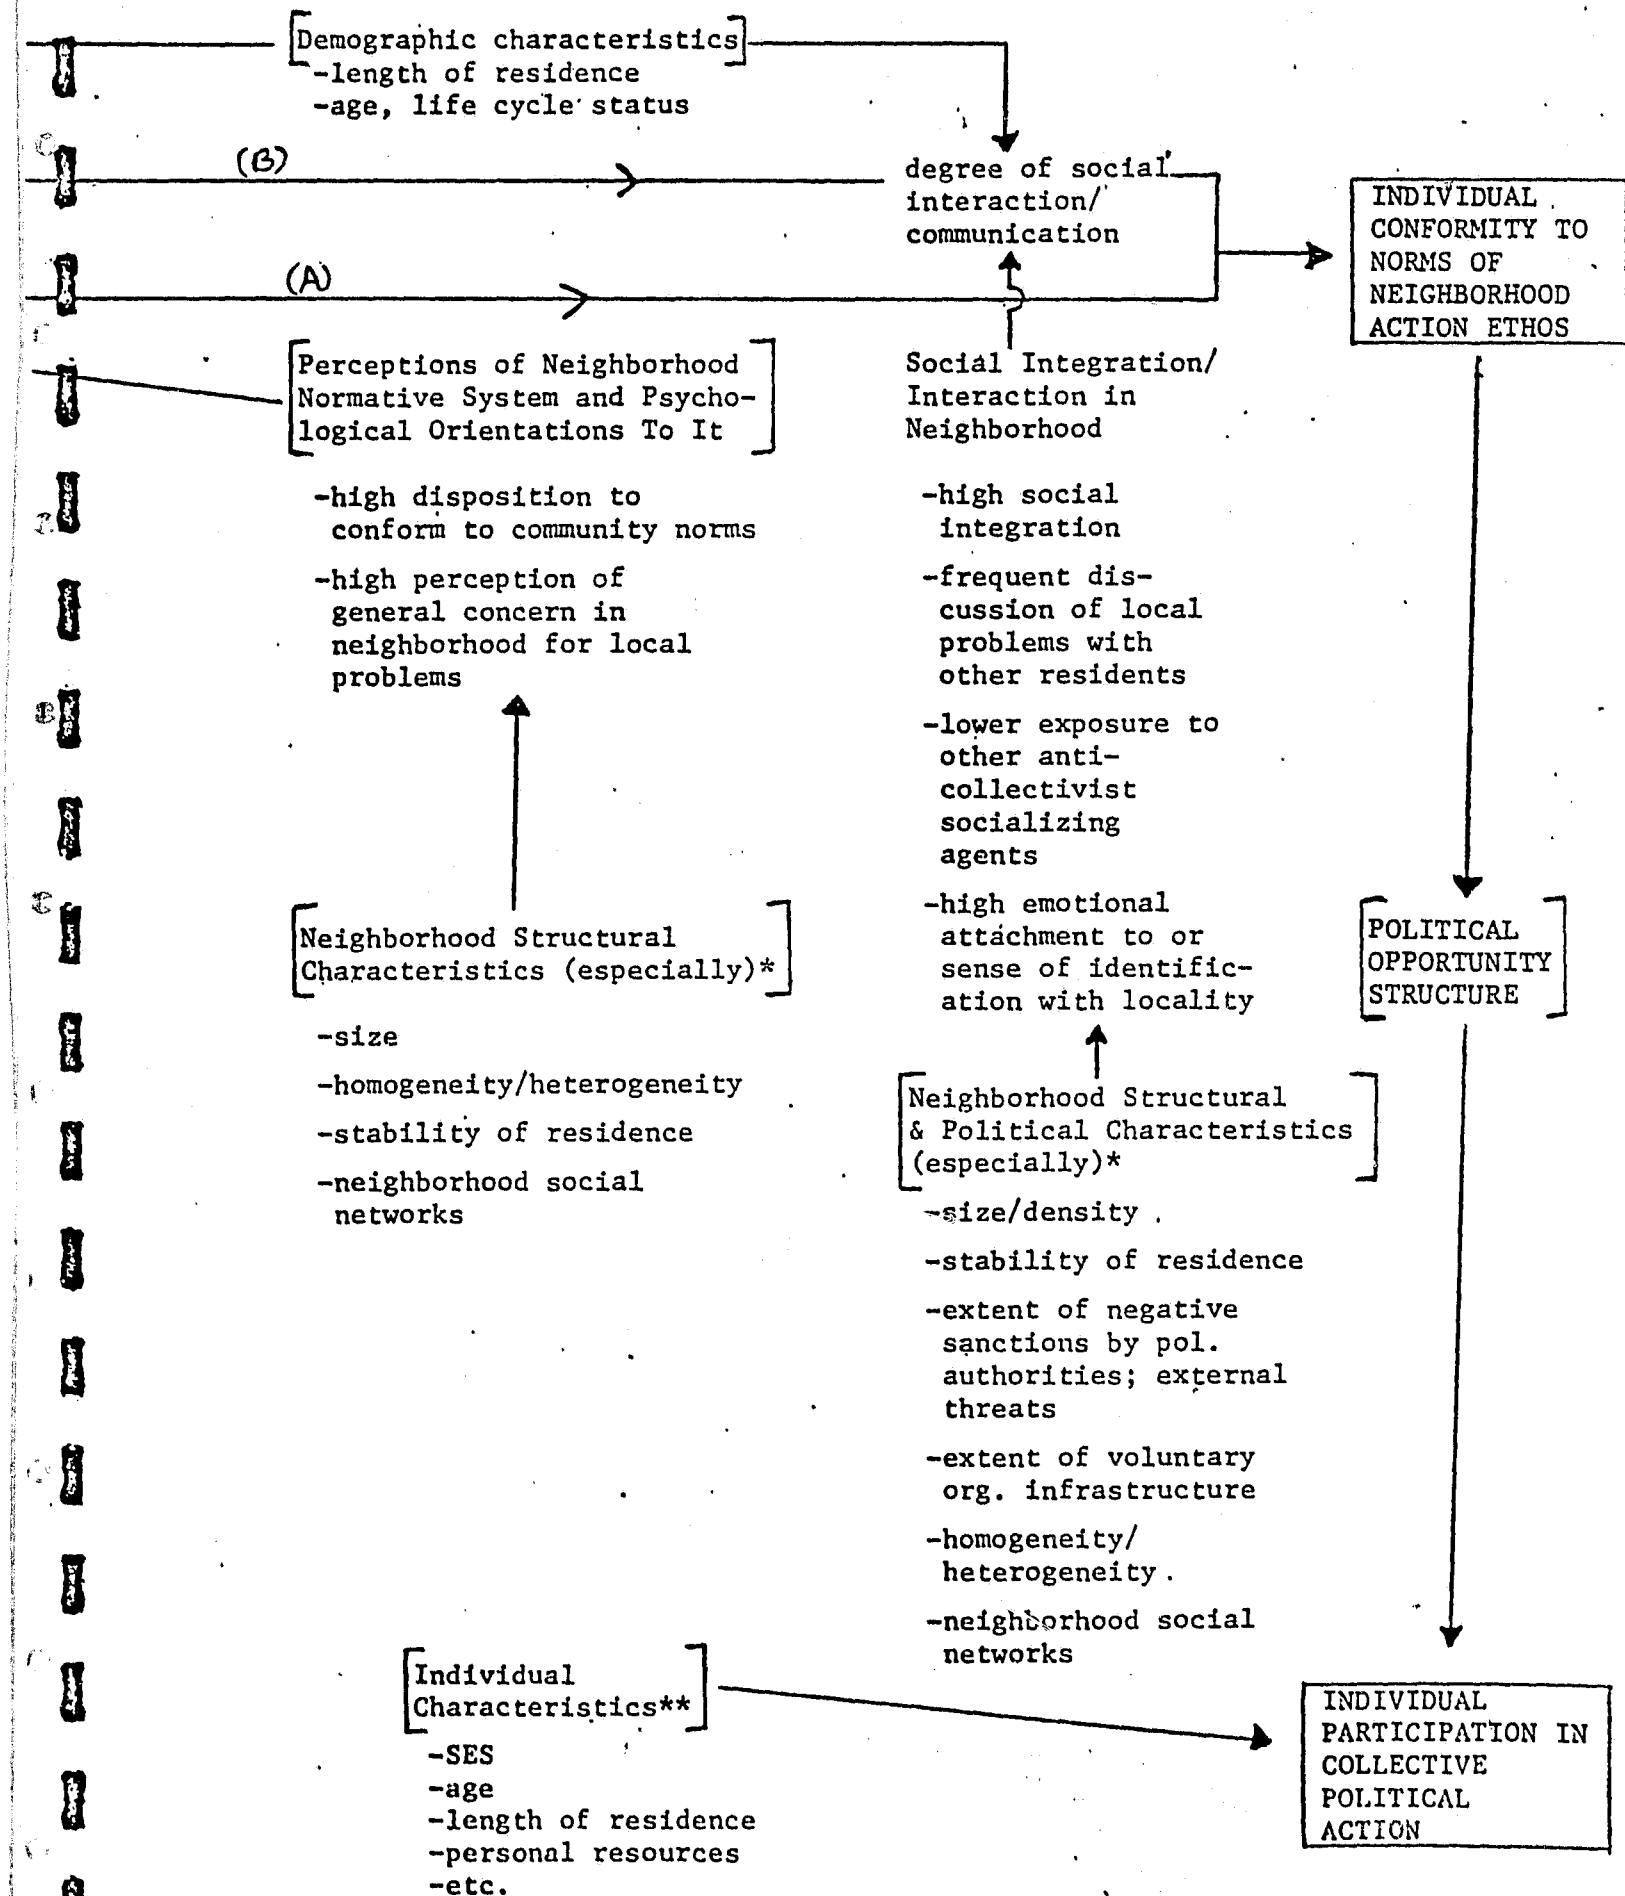 Demographic characteristics
-length of residence
-age, life cycle status
(B)
degree of social
interaction/
communication
INDIVIDUAL
CONFORMITY TO
NORMS OF
NEIGHBORHOOD
ACTION ETHOS
(A)
Perceptions of Neighborhood
Normative System and Psycho-
logical Orientations To It
-high disposition to
conform to community norms
-high perception of
general concern in
neighborhood for local
problems
Social Integration/
Interaction in
Neighborhood
-high social
integration
-frequent dis-
cussion of local
problems with
other residents
-lower exposure to
other anti-
collectivist
socializing
agents
-high emotional
attachment to or
sense of identific-
ation with locality
POLITICAL
OPPORTUNITY
STRUCTURE
Neighborhood Structural
Characteristics (especially)*
-size
-homogeneity/heterogeneity
-stability of residence
-neighborhood social
networks
Neighborhood Structural
& Political Characteristics
(especially)*
-size/density
-stability of residence
-extent of negative
sanctions by pol.
authorities; external
threats
-extent of voluntary
org. infrastructure
-homogeneity/
heterogeneity.
-neighborhood social
networks
Individual
Characteristics**
-SES
-age
-length of residence
-personal resources
-etc.
INDIVIDUAL
PARTICIPATION IN
COLLECTIVE
POLITICAL
ACTION